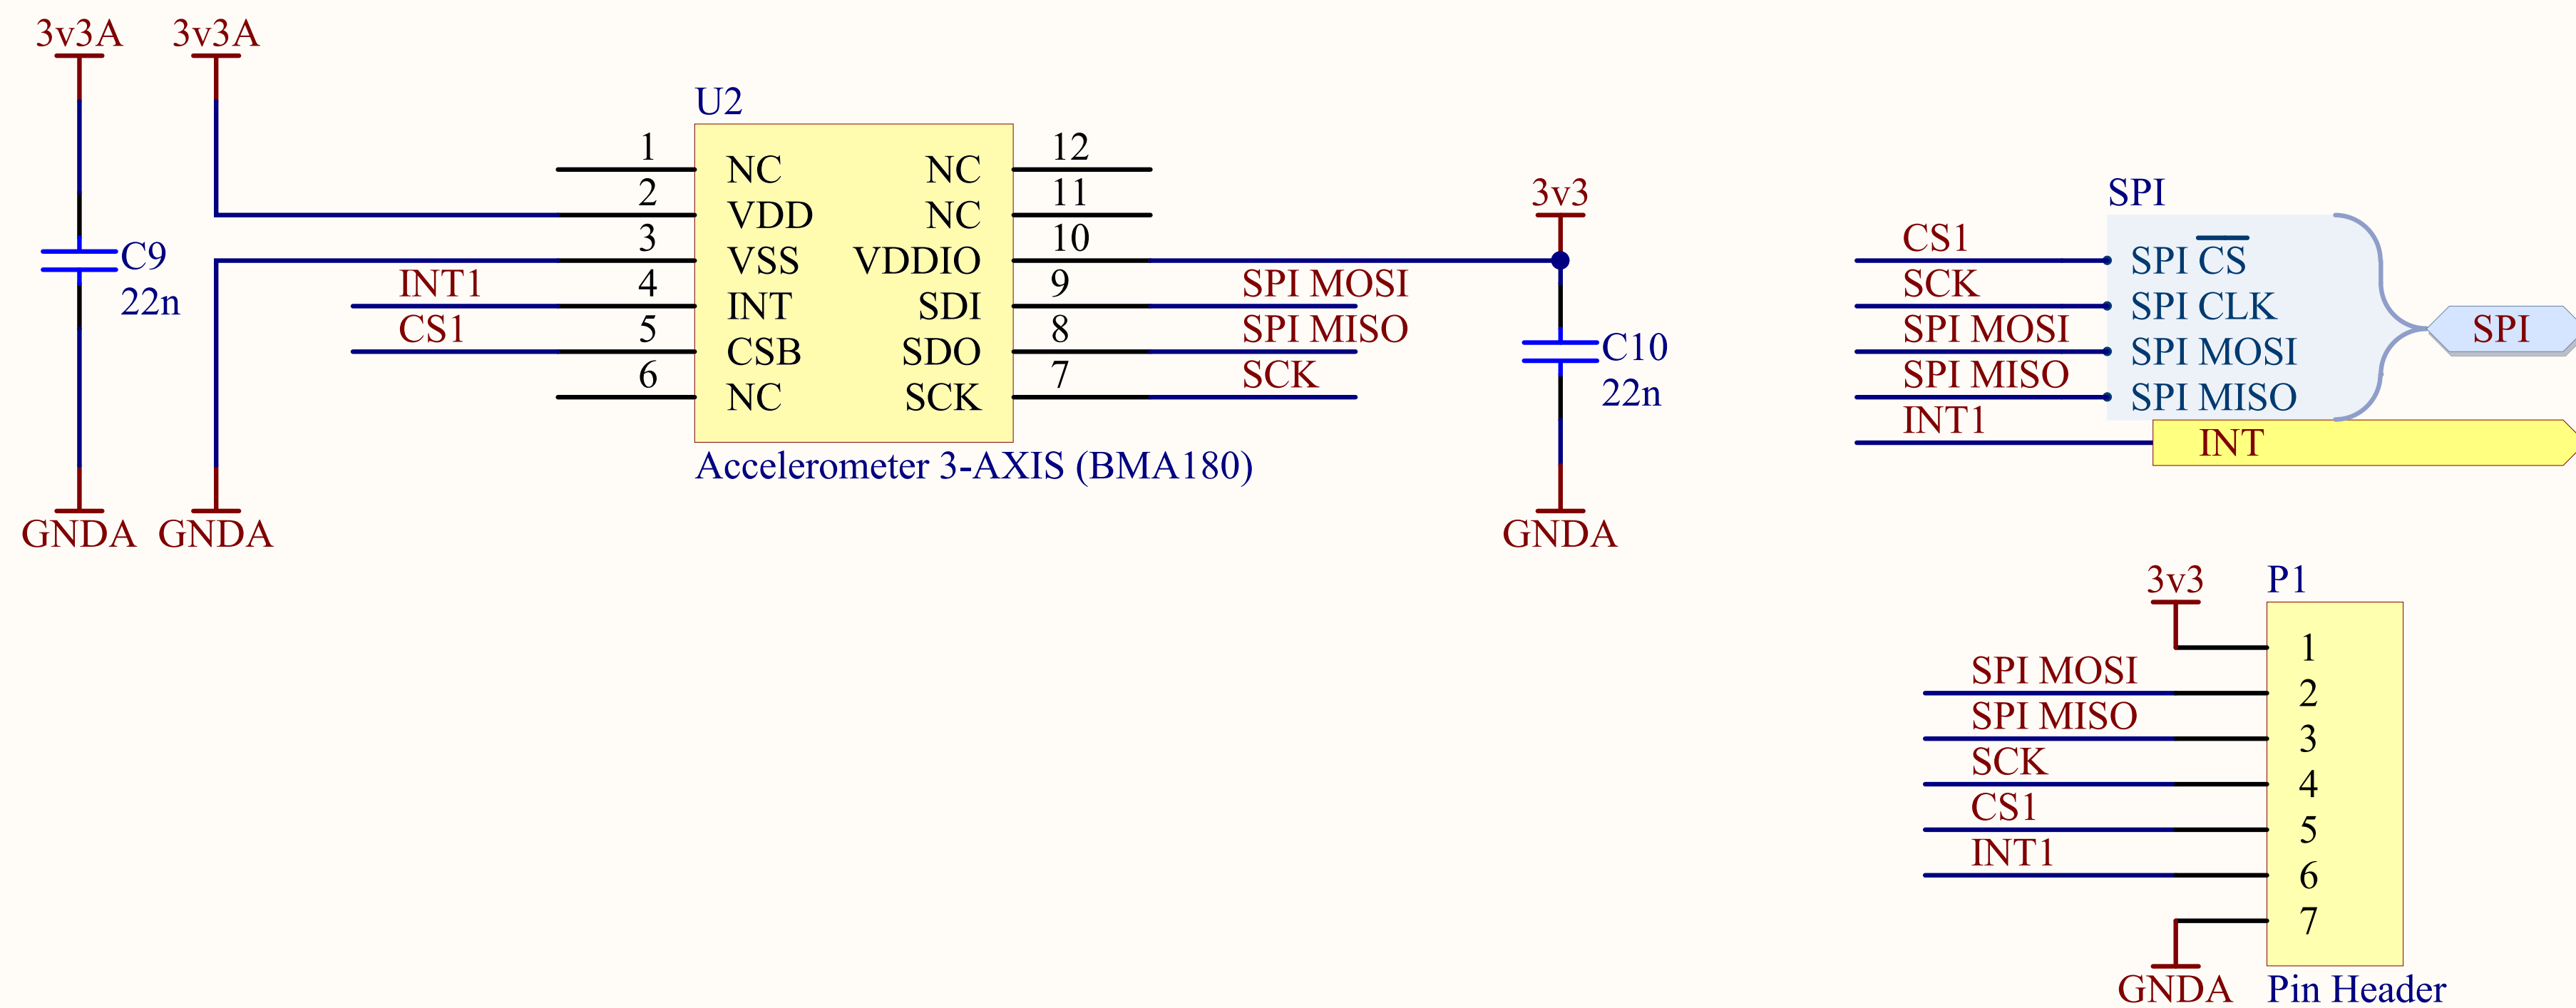 3v3A
3v3A
C9
22n
GNDA
GNDA
U2
1 NC NC 12
2 VDD NC 11
3 VSS VDDIO 10
INT1 4 INT SDI 9 SPI MOSI
CS1 5 CSB SDO 8 SPI MISO
6 NC SCK 7 SCK
Accelerometer 3-AXIS (BMA180)
3v3
C10
22n
GNDA
SPI
CS1 SPI CS
SCK SPI CLK
SPI MOSI SPI MOSI
SPI MISO SPI MISO
INT1 INT
SPI
3v3
P1
1
SPI MOSI 2
SPI MISO 3
SCK 4
CS1 5
INT1 6
7
GNDA
Pin Header